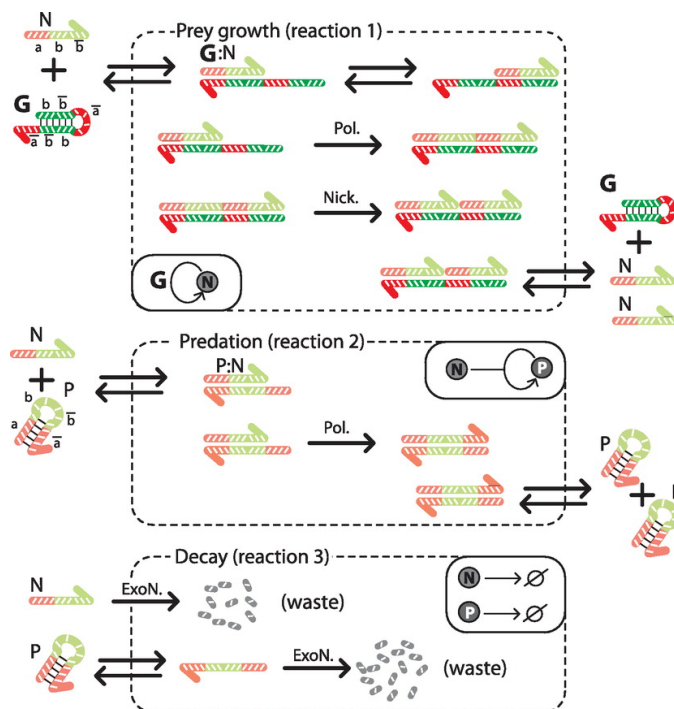 Prey growth (reaction 1)
N
a b b̅
G:N
G
b b̅
a̅
a̅ b̅ b
Pol.
Nick.
G
G
N
N
N
Predation (reaction 2)
N
P:N
N P
P
b
b̅
a
a̅
Pol.
P
Decay (reaction 3)
N
ExoN.
(waste)
N
P
P
ExoN.
(waste)